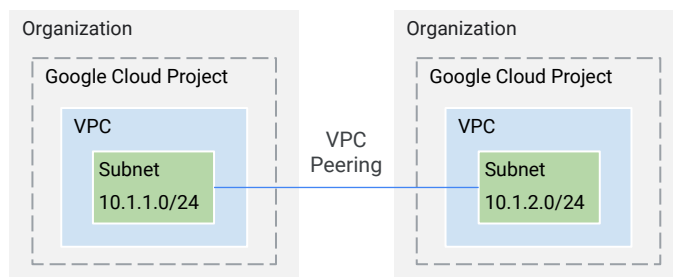 Organization
Google Cloud Project
VPC
Subnet
10.1.1.0/24
VPC
Peering
Organization
Google Cloud Project
VPC
Subnet
10.1.2.0/24